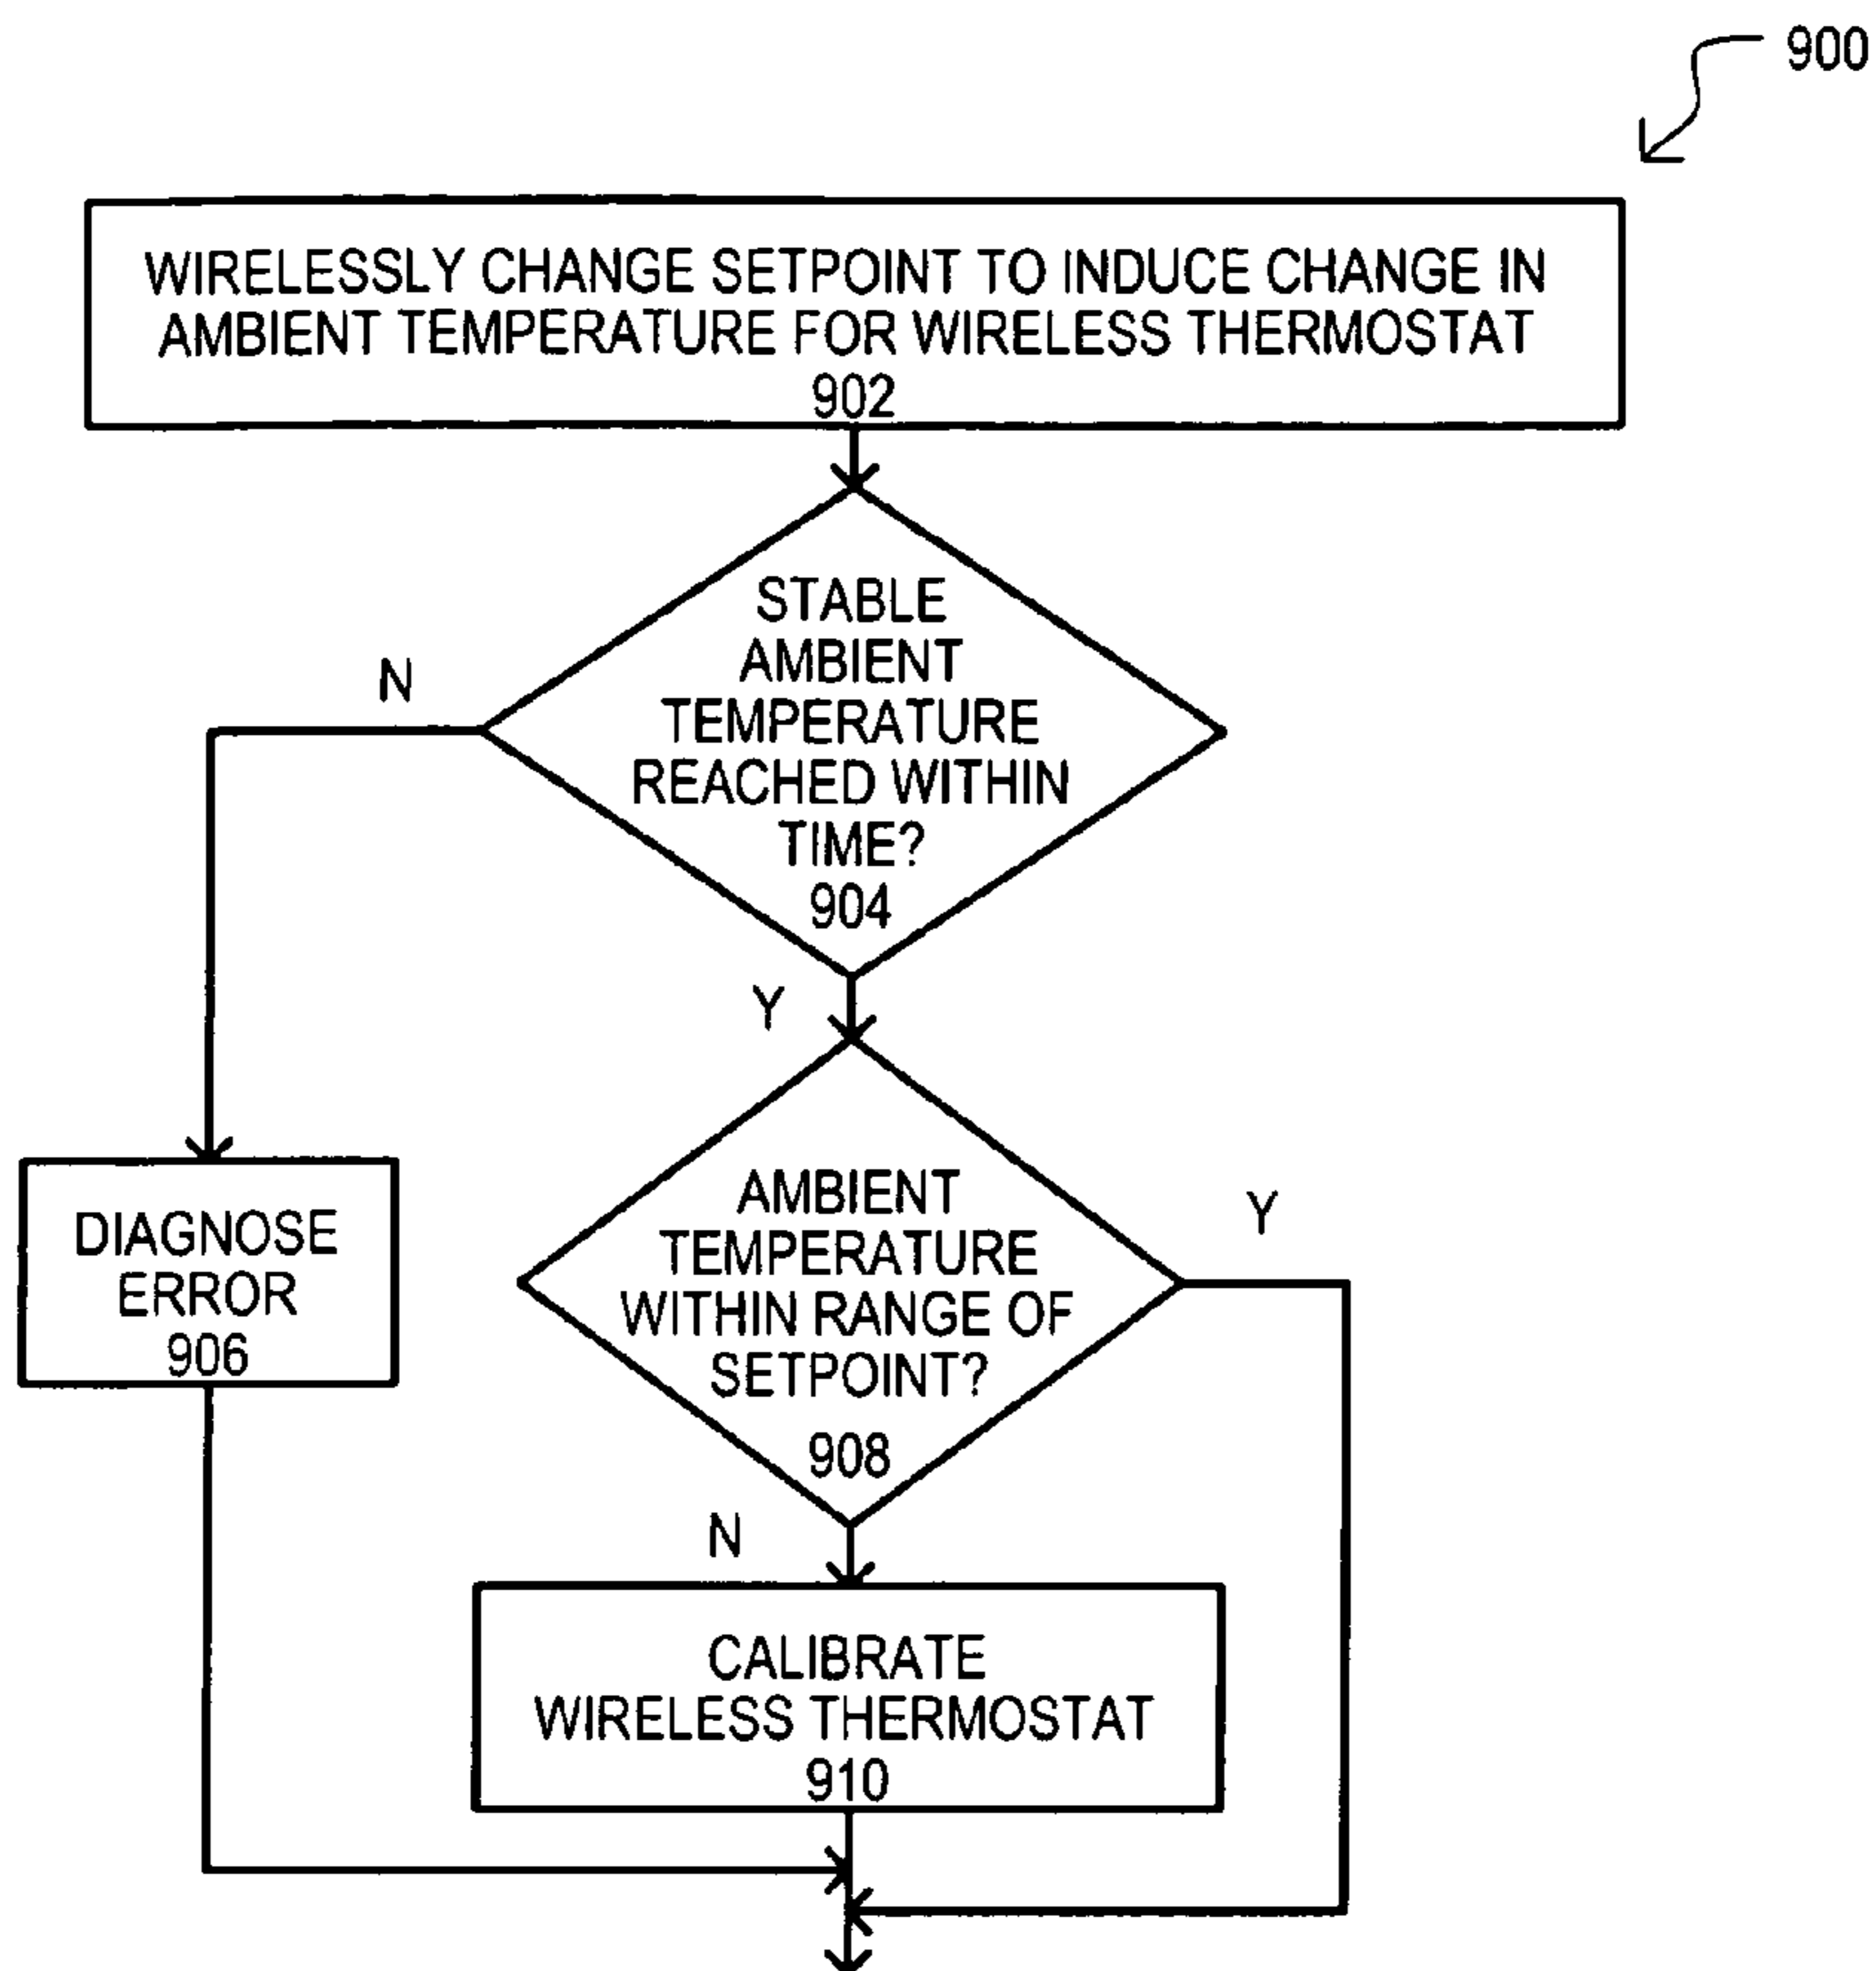 900
WIRELESSLY CHANGE SETPOINT TO INDUCE CHANGE IN
AMBIENT TEMPERATURE FOR WIRELESS THERMOSTAT
902
STABLE
AMBIENT
TEMPERATURE
REACHED WITHIN
TIME?
904
N
Y
DIAGNOSE
ERROR
906
AMBIENT
TEMPERATURE
WITHIN RANGE OF
SETPOINT?
908
Y
N
CALIBRATE
WIRELESS THERMOSTAT
910